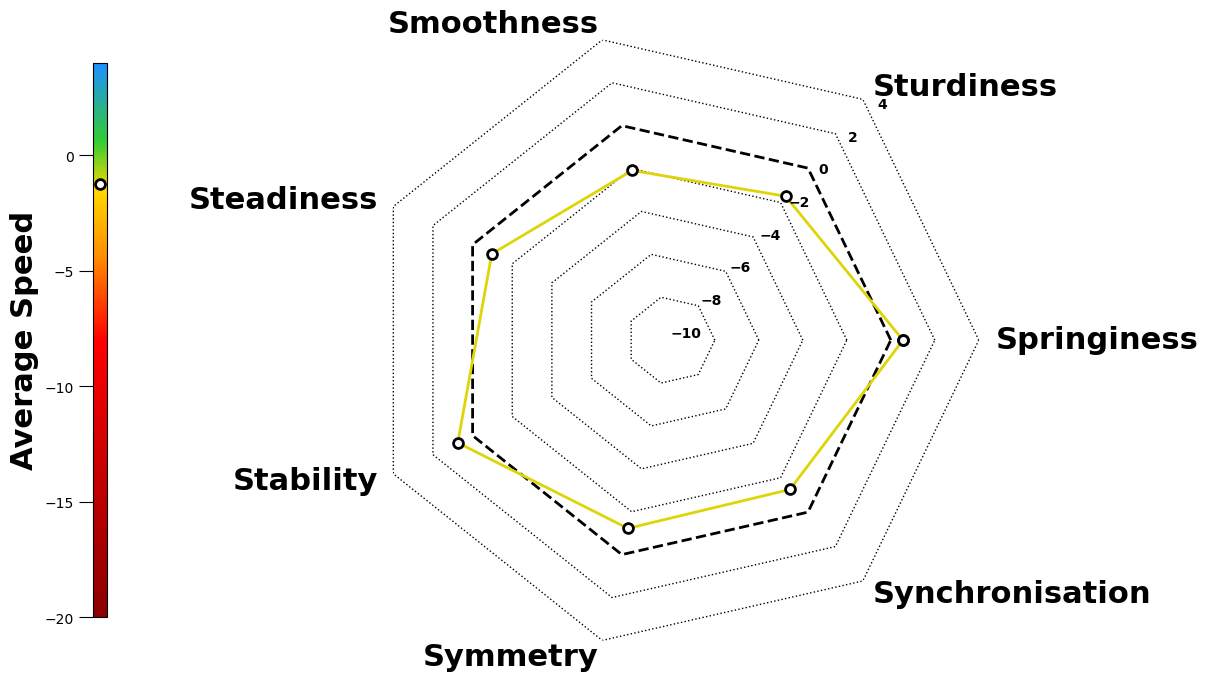 Smoothness
Sturdiness
4
2
0
−2
−4
−6
−8
−10
Springiness
Steadiness
Stability
Symmetry
Synchronisation
Average Speed
0
−5
−10
−15
−20